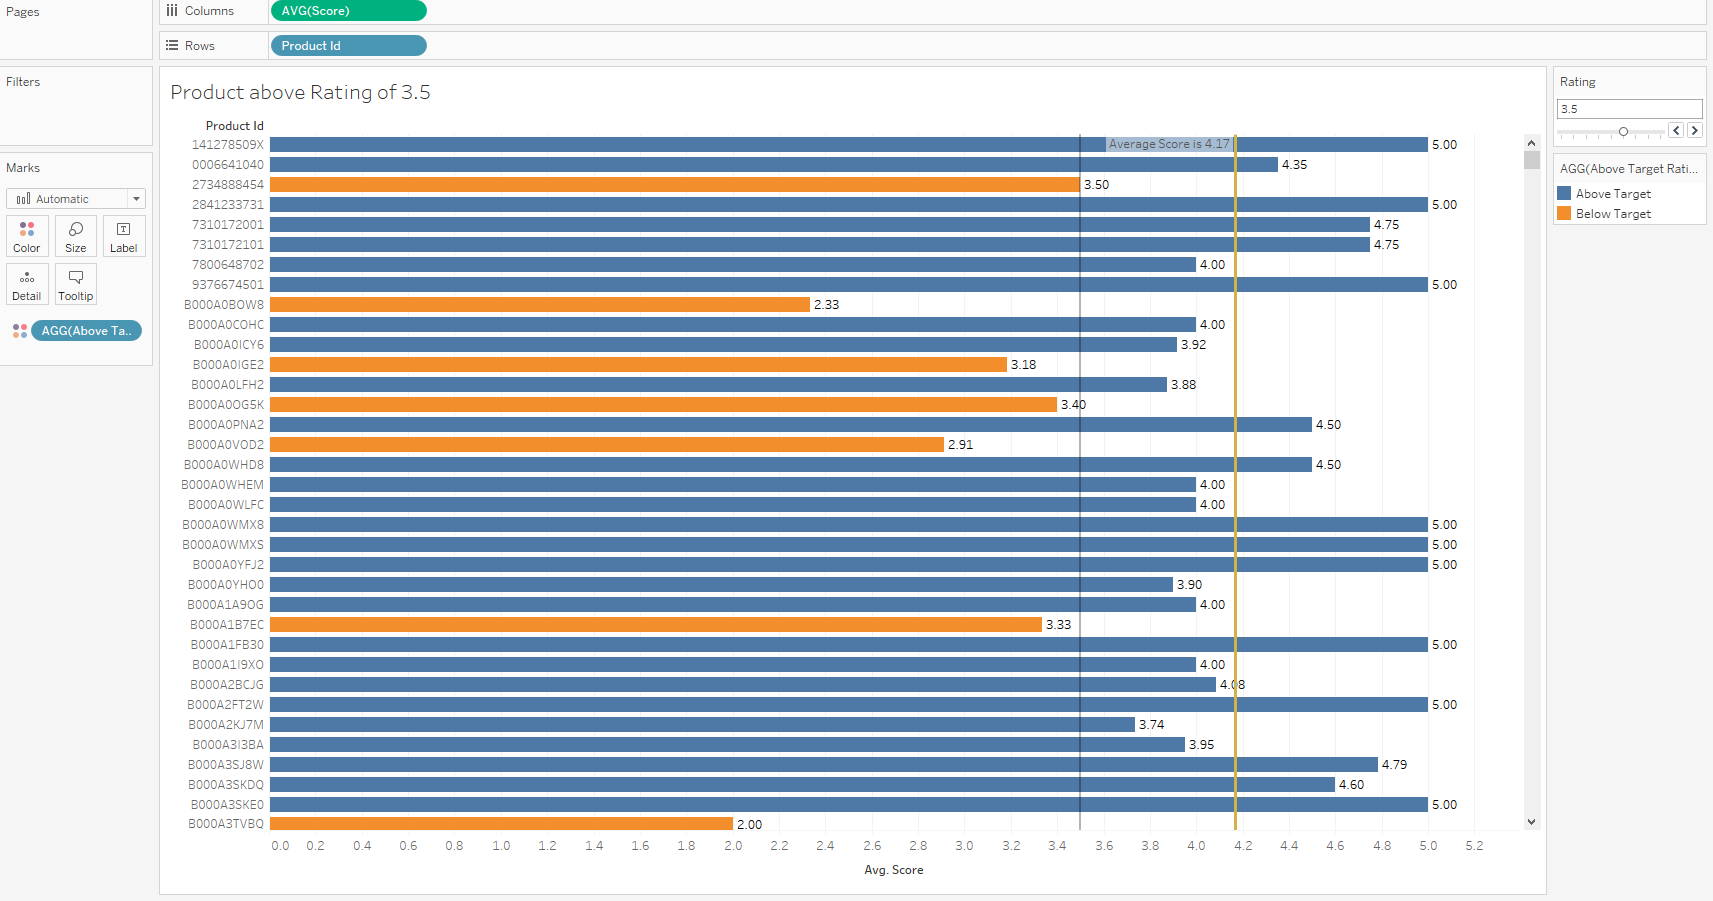 Pages
Columns
AVG(Score)
Rows
Product Id
Filters
Marks
Automatic
Color
Size
Label
Detail
Tooltip
AGG(Above Ta..
Product above Rating of 3.5
Product Id
Average Score is 4.17
141278509X 5.00
0006641040 4.35
2734888454 3.50
2841233731 5.00
7310172001 4.75
7310172101 4.75
7800648702 4.00
9376674501 5.00
B000A0BOW8 2.33
B000A0COHC 4.00
B000A0ICY6 3.92
B000A0IGE2 3.18
B000A0LFH2 3.88
B000A0OG5K 3.40
B000A0PNA2 4.50
B000A0VOD2 2.91
B000A0WHD8 4.50
B000A0WHEM 4.00
B000A0WLFC 4.00
B000A0WMX8 5.00
B000A0WMXS 5.00
B000A0YFJ2 5.00
B000A0YHO0 3.90
B000A1A9OG 4.00
B000A1B7EC 3.33
B000A1FB30 5.00
B000A1I9XO 4.00
B000A2BCJG 4.08
B000A2FT2W 5.00
B000A2KJ7M 3.74
B000A3I3BA 3.95
B000A3SJ8W 4.79
B000A3SKDQ 4.60
B000A3SKE0 5.00
B000A3TVBQ 2.00
0.0 0.2 0.4 0.6 0.8 1.0 1.2 1.4 1.6 1.8 2.0 2.2 2.4 2.6 2.8 3.0 3.2 3.4 3.6 3.8 4.0 4.2 4.4 4.6 4.8 5.0 5.2
Avg. Score
Rating
3.5
AGG(Above Target Rati...
Above Target
Below Target